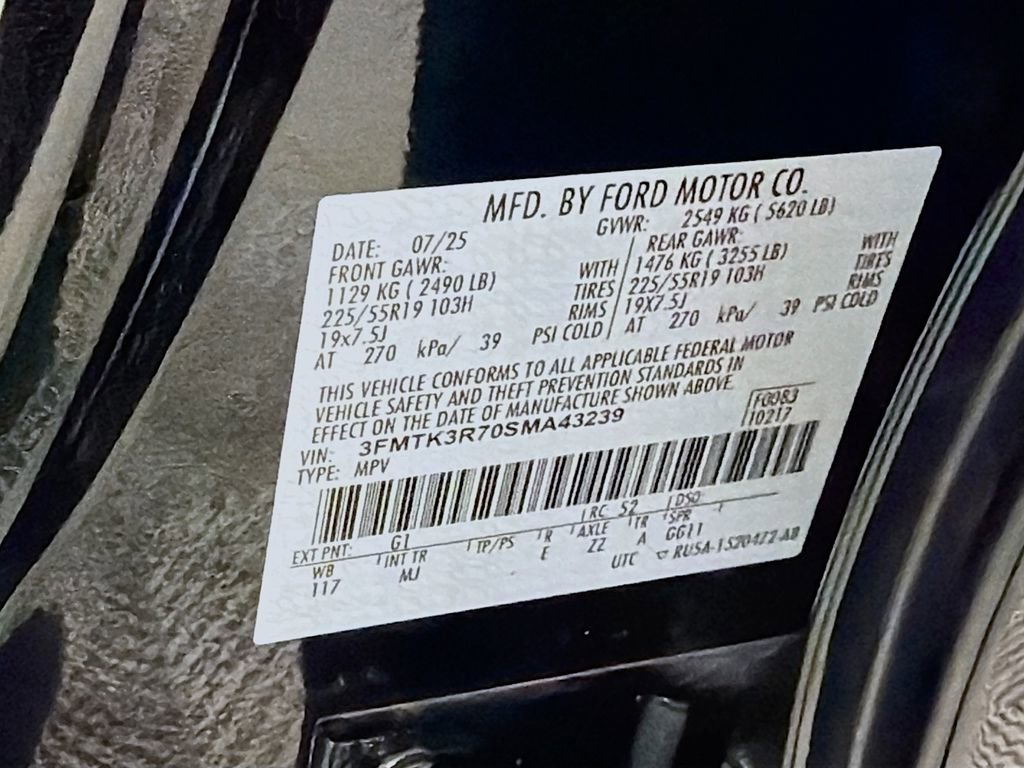 MFD. BY FORD MOTOR CO.
DATE: 07/25 GVWR: 2549 KG ( 5620 LB)
FRONT GAWR: REAR GAWR:
1129 KG ( 2490 LB) WITH 1476 KG ( 3255 LB) WITH
225/55R19 103H TIRES 225/55R19 103H TIRES
19x7.5J RIMS 19X7.5J RIMS
AT 270 kPa/ 39 PSI COLD AT 270 kPa/ 39 PSI COLD
THIS VEHICLE CONFORMS TO ALL APPLICABLE FEDERAL MOTOR
VEHICLE SAFETY AND THEFT PREVENTION STANDARDS IN
EFFECT ON THE DATE OF MANUFACTURE SHOWN ABOVE.
VIN: 3FMTK3R70SMA43239 F0083
TYPE: MPV 10217
EXT PNT: G1 RC 52 DSO
WB INT TR TP/PS R AXLE TR SPR
117 MJ E ZZ A GG11
UTC